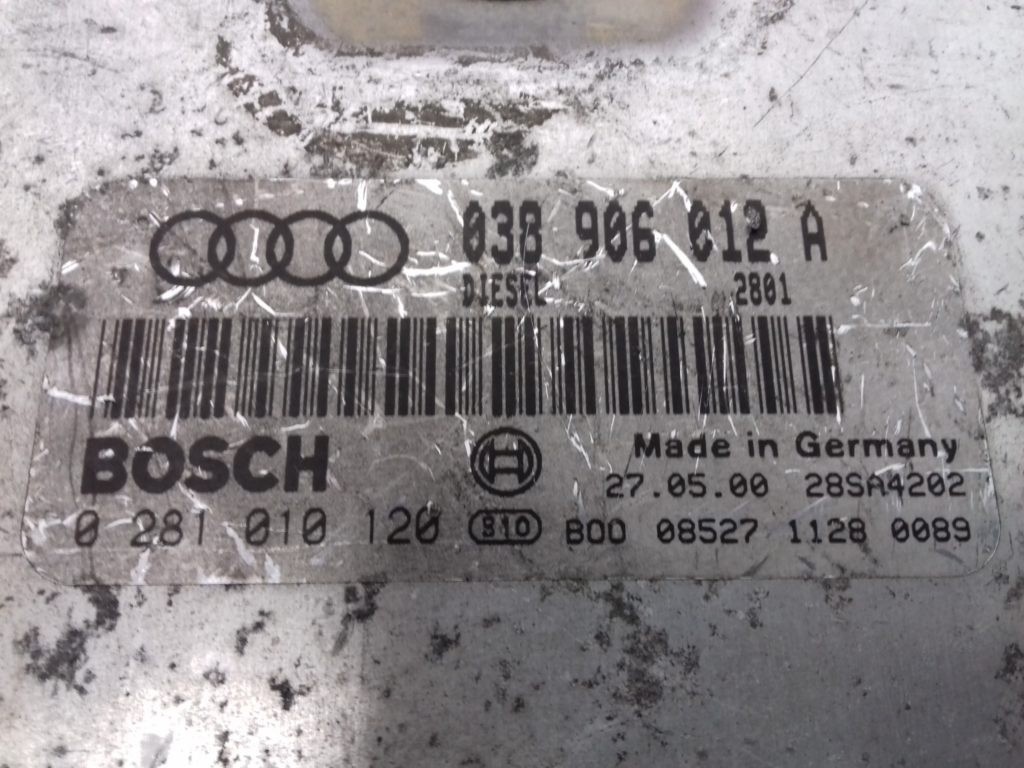 038 906 012 A
DIESEL 2801
BOSCH
Made in Germany
27.05.00 28SA4202
0 281 010 120 S10 B00 08527 1128 0089